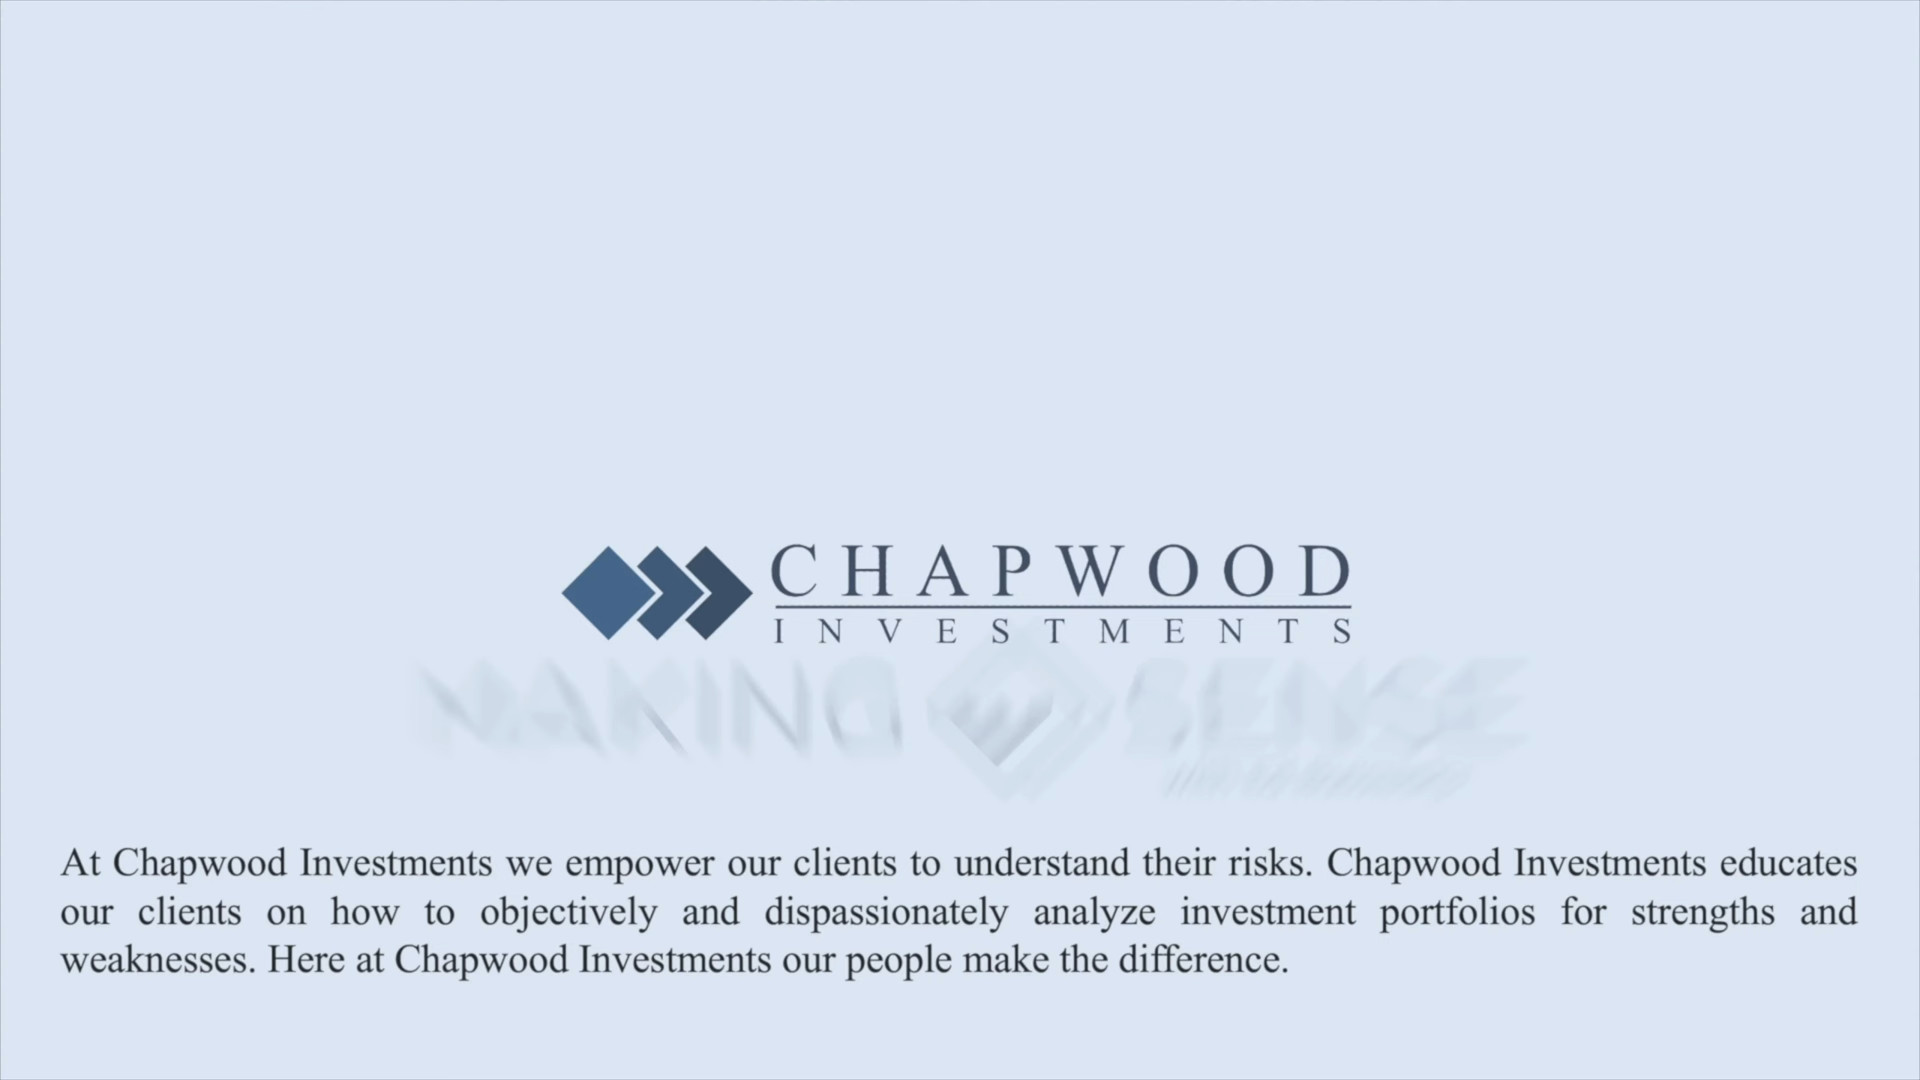 CHAPWOOD
INVESTMENTS
MAKING SENSE
At Chapwood Investments we empower our clients to understand their risks. Chapwood Investments educates
our clients on how to objectively and dispassionately analyze investment portfolios for strengths and
weaknesses. Here at Chapwood Investments our people make the difference.